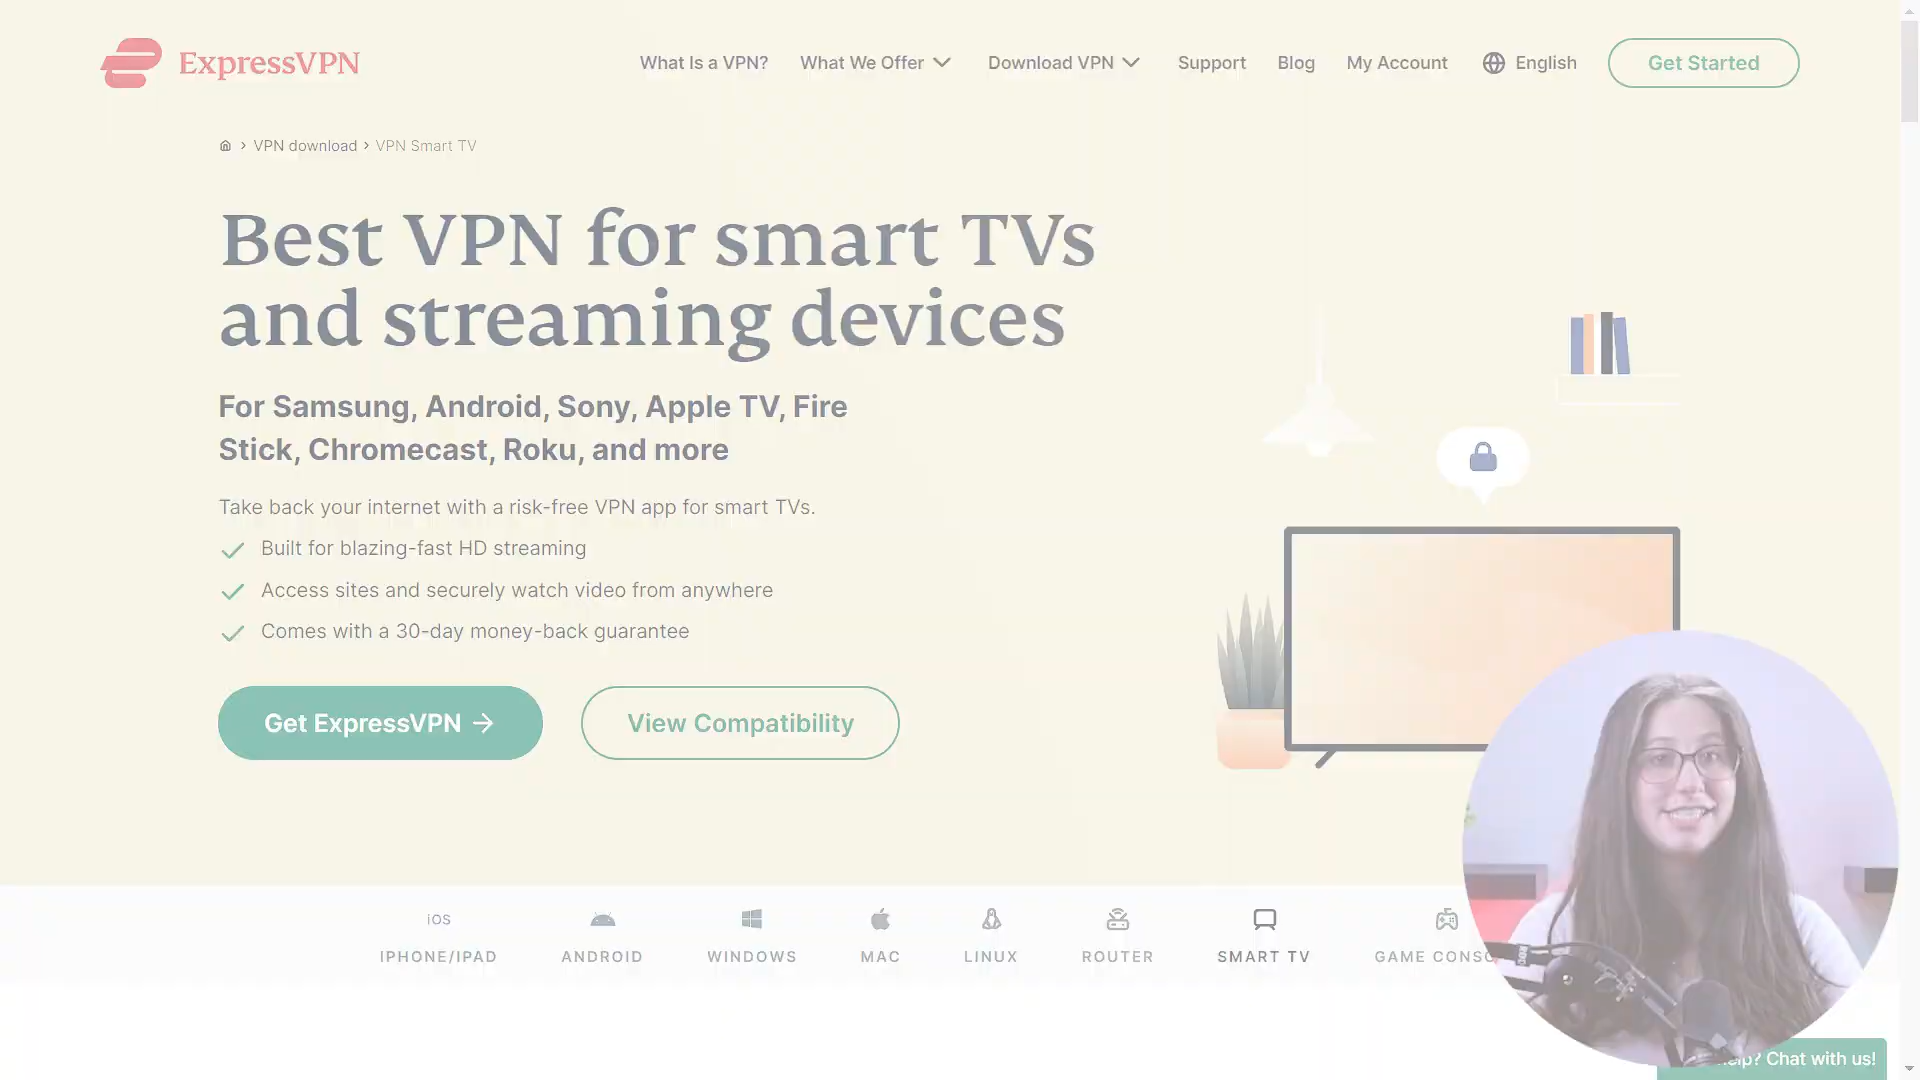 ExpressVPN
What Is a VPN?
What We Offer
Download VPN
Support
Blog
My Account
English
Get Started
VPN download > VPN Smart TV
Best VPN for smart TVs
and streaming devices
For Samsung, Android, Sony, Apple TV, Fire
Stick, Chromecast, Roku, and more
Take back your internet with a risk-free VPN app for smart TVs.
Built for blazing-fast HD streaming
Access sites and securely watch video from anywhere
Comes with a 30-day money-back guarantee
Get ExpressVPN →
View Compatibility
iOS
IPHONE/IPAD
ANDROID
WINDOWS
MAC
LINUX
ROUTER
SMART TV
GAME
Chat with us!